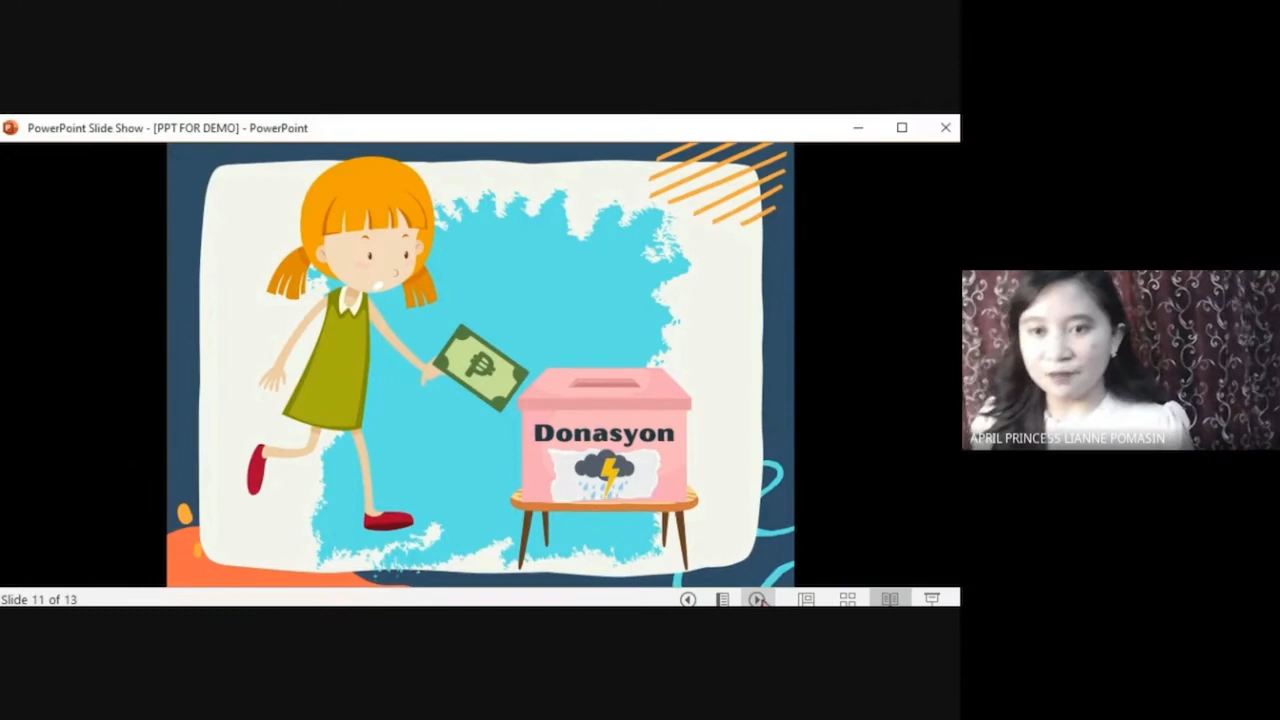 PowerPoint Slide Show - [PPT FOR DEMO] - PowerPoint
₱
Donasyon
APRIL PRINCESS LIANNE POMASIN
Slide 11 of 13